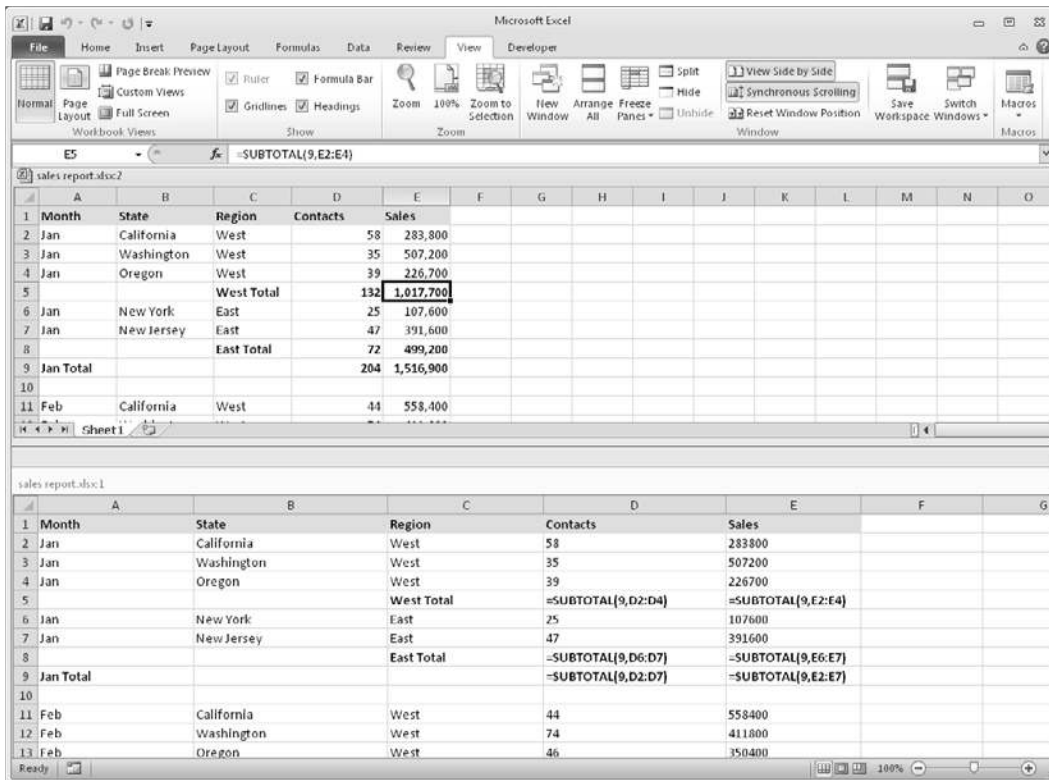 Microsoft Excel
File Home Insert Page Layout Formulas Data Review View Developer
Normal
Page Layout
Page Break Preview
Custom Views
Full Screen
Workbook Views
Ruler
Formula Bar
Gridlines
Headings
Show
Zoom
100%
Zoom to Selection
Zoom
New Window
Arrange All
Freeze Panes
Split
Hide
Unhide
View Side by Side
Synchronous Scrolling
Reset Window Position
Window
Save Workspace
Switch Windows
Macros
Macros
E5 fx =SUBTOTAL(9,E2:E4)
sales report.xlsx:2
A B C D E F G H I J K L M N O
1 Month State Region Contacts Sales
2 Jan California West 58 283,800
3 Jan Washington West 35 507,200
4 Jan Oregon West 39 226,700
5 West Total 132 1,017,700
6 Jan New York East 25 107,600
7 Jan New Jersey East 47 391,600
8 East Total 72 499,200
9 Jan Total 204 1,516,900
10
11 Feb California West 44 558,400
Sheet1
sales report.xlsx:1
A B C D E F G
1 Month State Region Contacts Sales
2 Jan California West 58 283800
3 Jan Washington West 35 507200
4 Jan Oregon West 39 226700
5 West Total =SUBTOTAL(9,D2:D4) =SUBTOTAL(9,E2:E4)
6 Jan New York East 25 107600
7 Jan New Jersey East 47 391600
8 East Total =SUBTOTAL(9,D6:D7) =SUBTOTAL(9,E6:E7)
9 Jan Total =SUBTOTAL(9,D2:D7) =SUBTOTAL(9,E2:E7)
10
11 Feb California West 44 558400
12 Feb Washington West 74 411800
13 Feb Oregon West 46 350400
Ready 100%